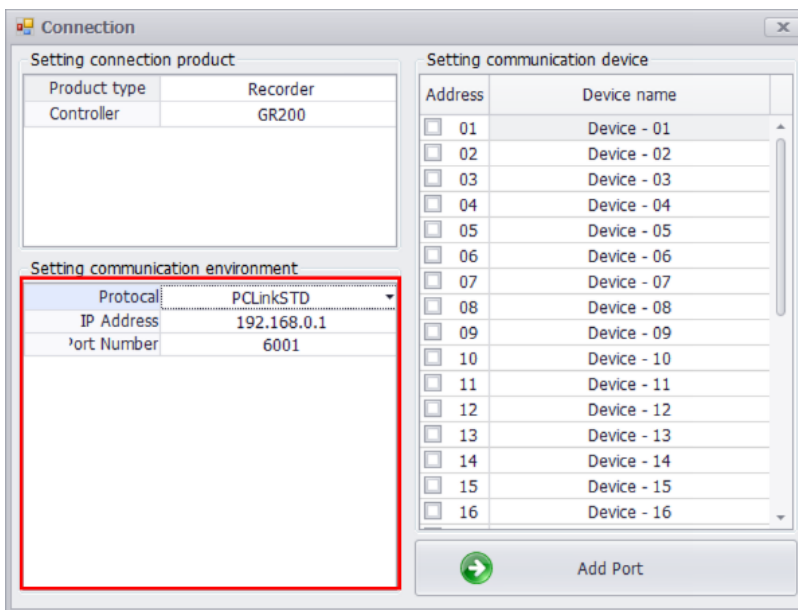 Connection
Setting connection product
Product type Recorder
Controller GR200
Setting communication environment
Protocal PCLinkSTD
IP Address 192.168.0.1
Port Number 6001
Setting communication device
Address Device name
01 Device - 01
02 Device - 02
03 Device - 03
04 Device - 04
05 Device - 05
06 Device - 06
07 Device - 07
08 Device - 08
09 Device - 09
10 Device - 10
11 Device - 11
12 Device - 12
13 Device - 13
14 Device - 14
15 Device - 15
16 Device - 16
Add Port